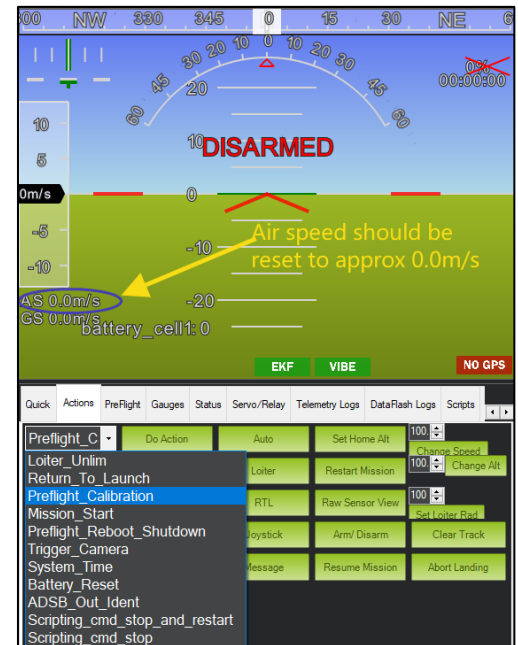 300 NW 330 345 0 15 30 NE 6
60 45 30 20 10 0 10 20 30 45 60
0%
00:00:00
20
10
10
DISARMED
5
0m/s
0
Air speed should be
reset to approx 0.0m/s
-5
-10
-10
AS 0.0m/s
-20
GS 0.0m/s
battery_cell1: 0
EKF VIBE NO GPS
Quick Actions PreFlight Gauges Status Servo/Relay Telemetry Logs DataFlash Logs Scripts
Preflight_C Do Action Auto Set Home Alt 100. Change Speed
Loiter_Unlim
Loiter Restart Mission 100. Change Alt
Return_To_Launch
Preflight_Calibration
RTL Raw Sensor View 100 Set Loiter Rad
Mission_Start
Preflight_Reboot_Shutdown
Joystick Arm/ Disarm Clear Track
Trigger_Camera
System_Time
Message Resume Mission Abort Landing
Battery_Reset
ADSB_Out_Ident
Scripting_cmd_stop_and_restart
Scripting_cmd_stop